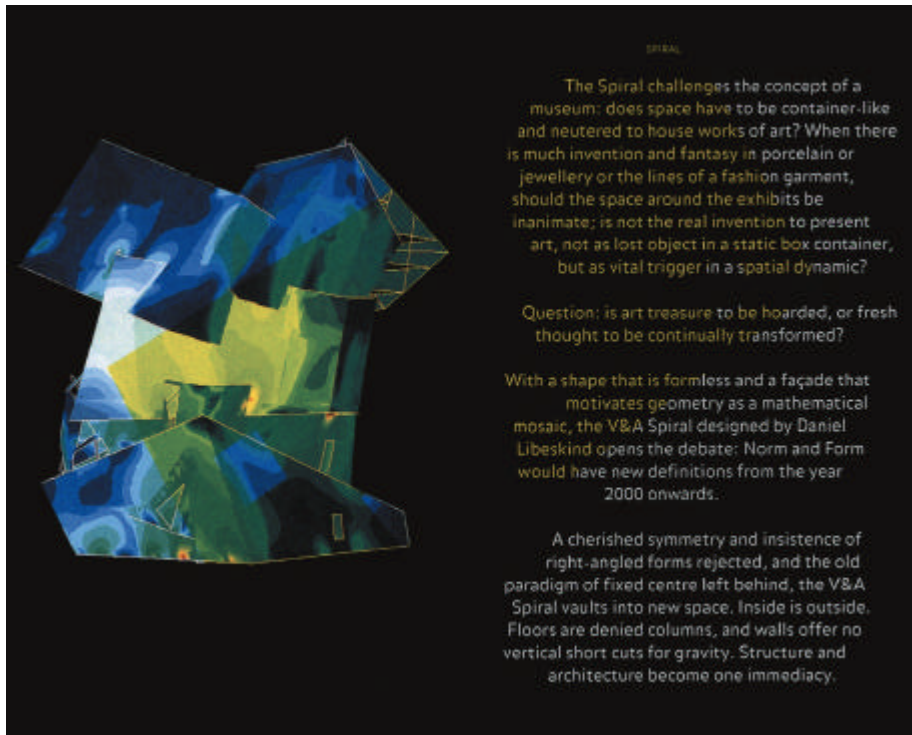 SPIRAL
The Spiral challenges the concept of a
museum: does space have to be container-like
and neutered to house works of art? When there
is much invention and fantasy in porcelain or
jewellery or the lines of a fashion garment,
should the space around the exhibits be
inanimate; is not the real invention to present
art, not as lost object in a static box container,
but as vital trigger in a spatial dynamic?
Question: is art treasure to be hoarded, or fresh
thought to be continually transformed?
With a shape that is formless and a façade that
motivates geometry as a mathematical
mosaic, the V&A Spiral designed by Daniel
Libeskind opens the debate: Norm and Form
would have new definitions from the year
2000 onwards.
A cherished symmetry and insistence of
right-angled forms rejected, and the old
paradigm of fixed centre left behind, the V&A
Spiral vaults into new space. Inside is outside.
Floors are denied columns, and walls offer no
vertical short cuts for gravity. Structure and
architecture become one immediacy.